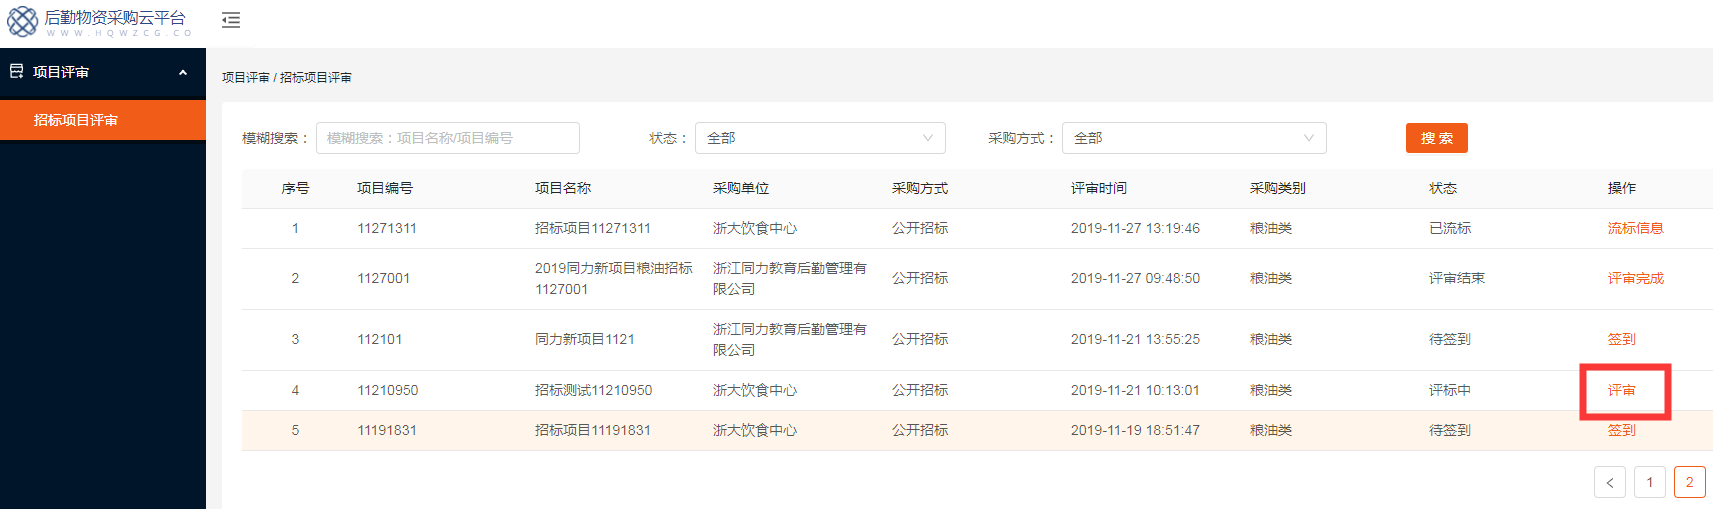 后勤物资采购云平台
WWW.HQWZCG.CO
项目评审
招标项目评审
项目评审 / 招标项目评审
模糊搜索： 模糊搜索：项目名称/项目编号 状态： 全部 采购方式： 全部 搜 索
序号 项目编号 项目名称 采购单位 采购方式 评审时间 采购类别 状态 操作
1 11271311 招标项目11271311 浙大饮食中心 公开招标 2019-11-27 13:19:46 粮油类 已流标 流标信息
2 1127001 2019同力新项目粮油招标 浙江同力教育后勤管理有 公开招标 2019-11-27 09:48:50 粮油类 评审结束 评审完成
1127001 限公司
3 112101 同力新项目1121 浙江同力教育后勤管理有 公开招标 2019-11-21 13:55:25 粮油类 待签到 签到
限公司
4 11210950 招标测试11210950 浙大饮食中心 公开招标 2019-11-21 10:13:01 粮油类 评标中 评审
5 11191831 招标项目11191831 浙大饮食中心 公开招标 2019-11-19 18:51:47 粮油类 待签到 签到
< 1 2